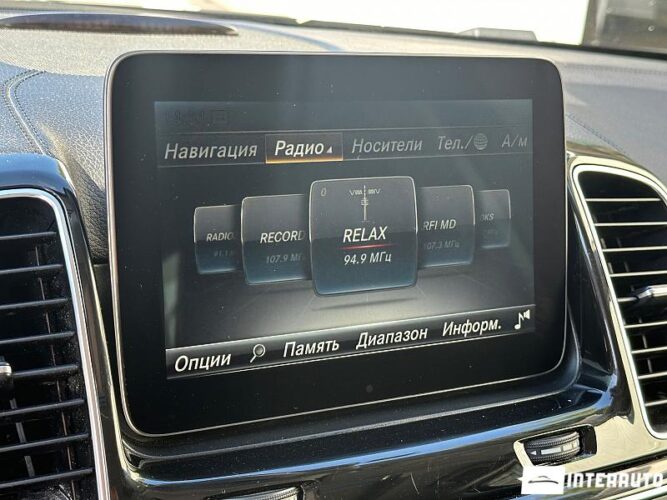 Навигация Радио Носители Тел./ А/м
0
RADIO RECORD RELAX RFI MD
107.9 М 94.9 МГц 107.3 МГц
Опции Память Диапазон Информ.
INTERAUTO